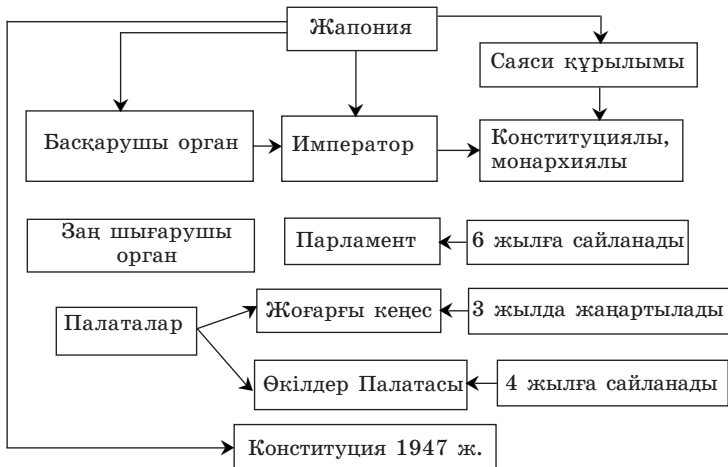 Жапония
Саяси құрылымы
Басқарушы орган
Император
Конституциялы,
монархиялы
Заң шығарушы
орган
Парламент
6 жылға сайланады
Палаталар
Жоғарғы кеңес
3 жылда жаңартылады
Өкілдер Палатасы
4 жылға сайланады
Конституция 1947 ж.